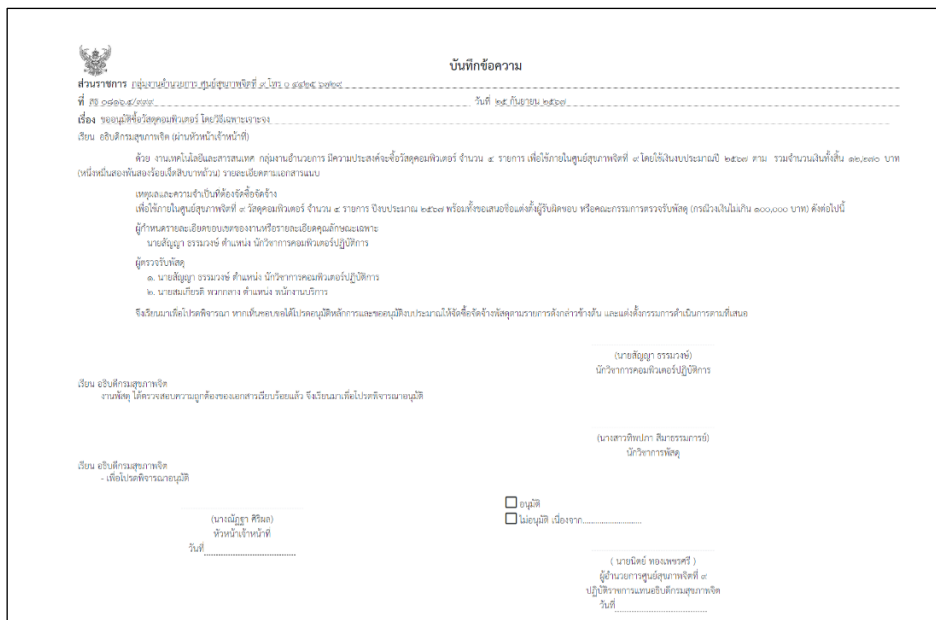 บันทึกข้อความ
ส่วนราชการ กลุ่มงานอำนวยการ ศูนย์สุขภาพจิตที่ ๙ โทร ๐ ๔๔๒๕ ๖๗๒๙
ที่ สธ ๐๘๑๖.๕/๙๙๙ วันที่ ๒๕ กันยายน ๒๕๖๗
เรื่อง ขออนุมัติซื้อวัสดุคอมพิวเตอร์ โดยวิธีเฉพาะเจาะจง
เรียน อธิบดีกรมสุขภาพจิต (ผ่านหัวหน้าเจ้าหน้าที่)
ด้วย งานเทคโนโลยีและสารสนเทศ กลุ่มงานอำนวยการ มีความประสงค์จะซื้อวัสดุคอมพิวเตอร์ จำนวน ๔ รายการ เพื่อใช้ภายในศูนย์สุขภาพจิตที่ ๙ โดยใช้เงินงบประมาณปี ๒๕๖๗ ตาม รวมจำนวนเงินทั้งสิ้น ๑๒,๒๗๐ บาท
(หนึ่งหมื่นสองพันสองร้อยเจ็ดสิบบาทถ้วน) รายละเอียดตามเอกสารแนบ
เหตุผลและความจำเป็นที่ต้องจัดซื้อจัดจ้าง
เพื่อใช้ภายในศูนย์สุขภาพจิตที่ ๙ วัสดุคอมพิวเตอร์ จำนวน ๔ รายการ ปีงบประมาณ ๒๕๖๗ พร้อมทั้งขอเสนอชื่อแต่งตั้งผู้รับผิดชอบ หรือคณะกรรมการตรวจรับพัสดุ (กรณีวงเงินไม่เกิน ๑๐๐,๐๐๐ บาท) ดังต่อไปนี้
ผู้กำหนดรายละเอียดขอบเขตของงานหรือรายละเอียดคุณลักษณะเฉพาะ
นายสัญญา ธรรมวงษ์ ตำแหน่ง นักวิชาการคอมพิวเตอร์ปฏิบัติการ
ผู้ตรวจรับพัสดุ
๑. นายสัญญา ธรรมวงษ์ ตำแหน่ง นักวิชาการคอมพิวเตอร์ปฏิบัติการ
๒. นายสมเกียรติ พวกกลาง ตำแหน่ง พนักงานบริการ
จึงเรียนมาเพื่อโปรดพิจารณา หากเห็นชอบขอได้โปรดอนุมัติหลักการและขออนุมัติงบประมาณให้จัดซื้อจัดจ้างพัสดุตามรายการดังกล่าวข้างต้น และแต่งตั้งกรรมการดำเนินการตามที่เสนอ
(นายสัญญา ธรรมวงษ์)
นักวิชาการคอมพิวเตอร์ปฏิบัติการ
เรียน อธิบดีกรมสุขภาพจิต
งานพัสดุ ได้ตรวจสอบความถูกต้องของเอกสารเรียบร้อยแล้ว จึงเรียนมาเพื่อโปรดพิจารณาอนุมัติ
(นางสาวทิพปภา สีมาธรรมการย์)
นักวิชาการพัสดุ
เรียน อธิบดีกรมสุขภาพจิต
- เพื่อโปรดพิจารณาอนุมัติ
อนุมัติ
ไม่อนุมัติ เนื่องจาก............................
(นางณัฏฐา ศิริผล)
หัวหน้าเจ้าหน้าที่
วันที่............................................
( นายนิตย์ ทองเพชรศรี )
ผู้อำนวยการศูนย์สุขภาพจิตที่ ๙
ปฏิบัติราชการแทนอธิบดีกรมสุขภาพจิต
วันที่............................................